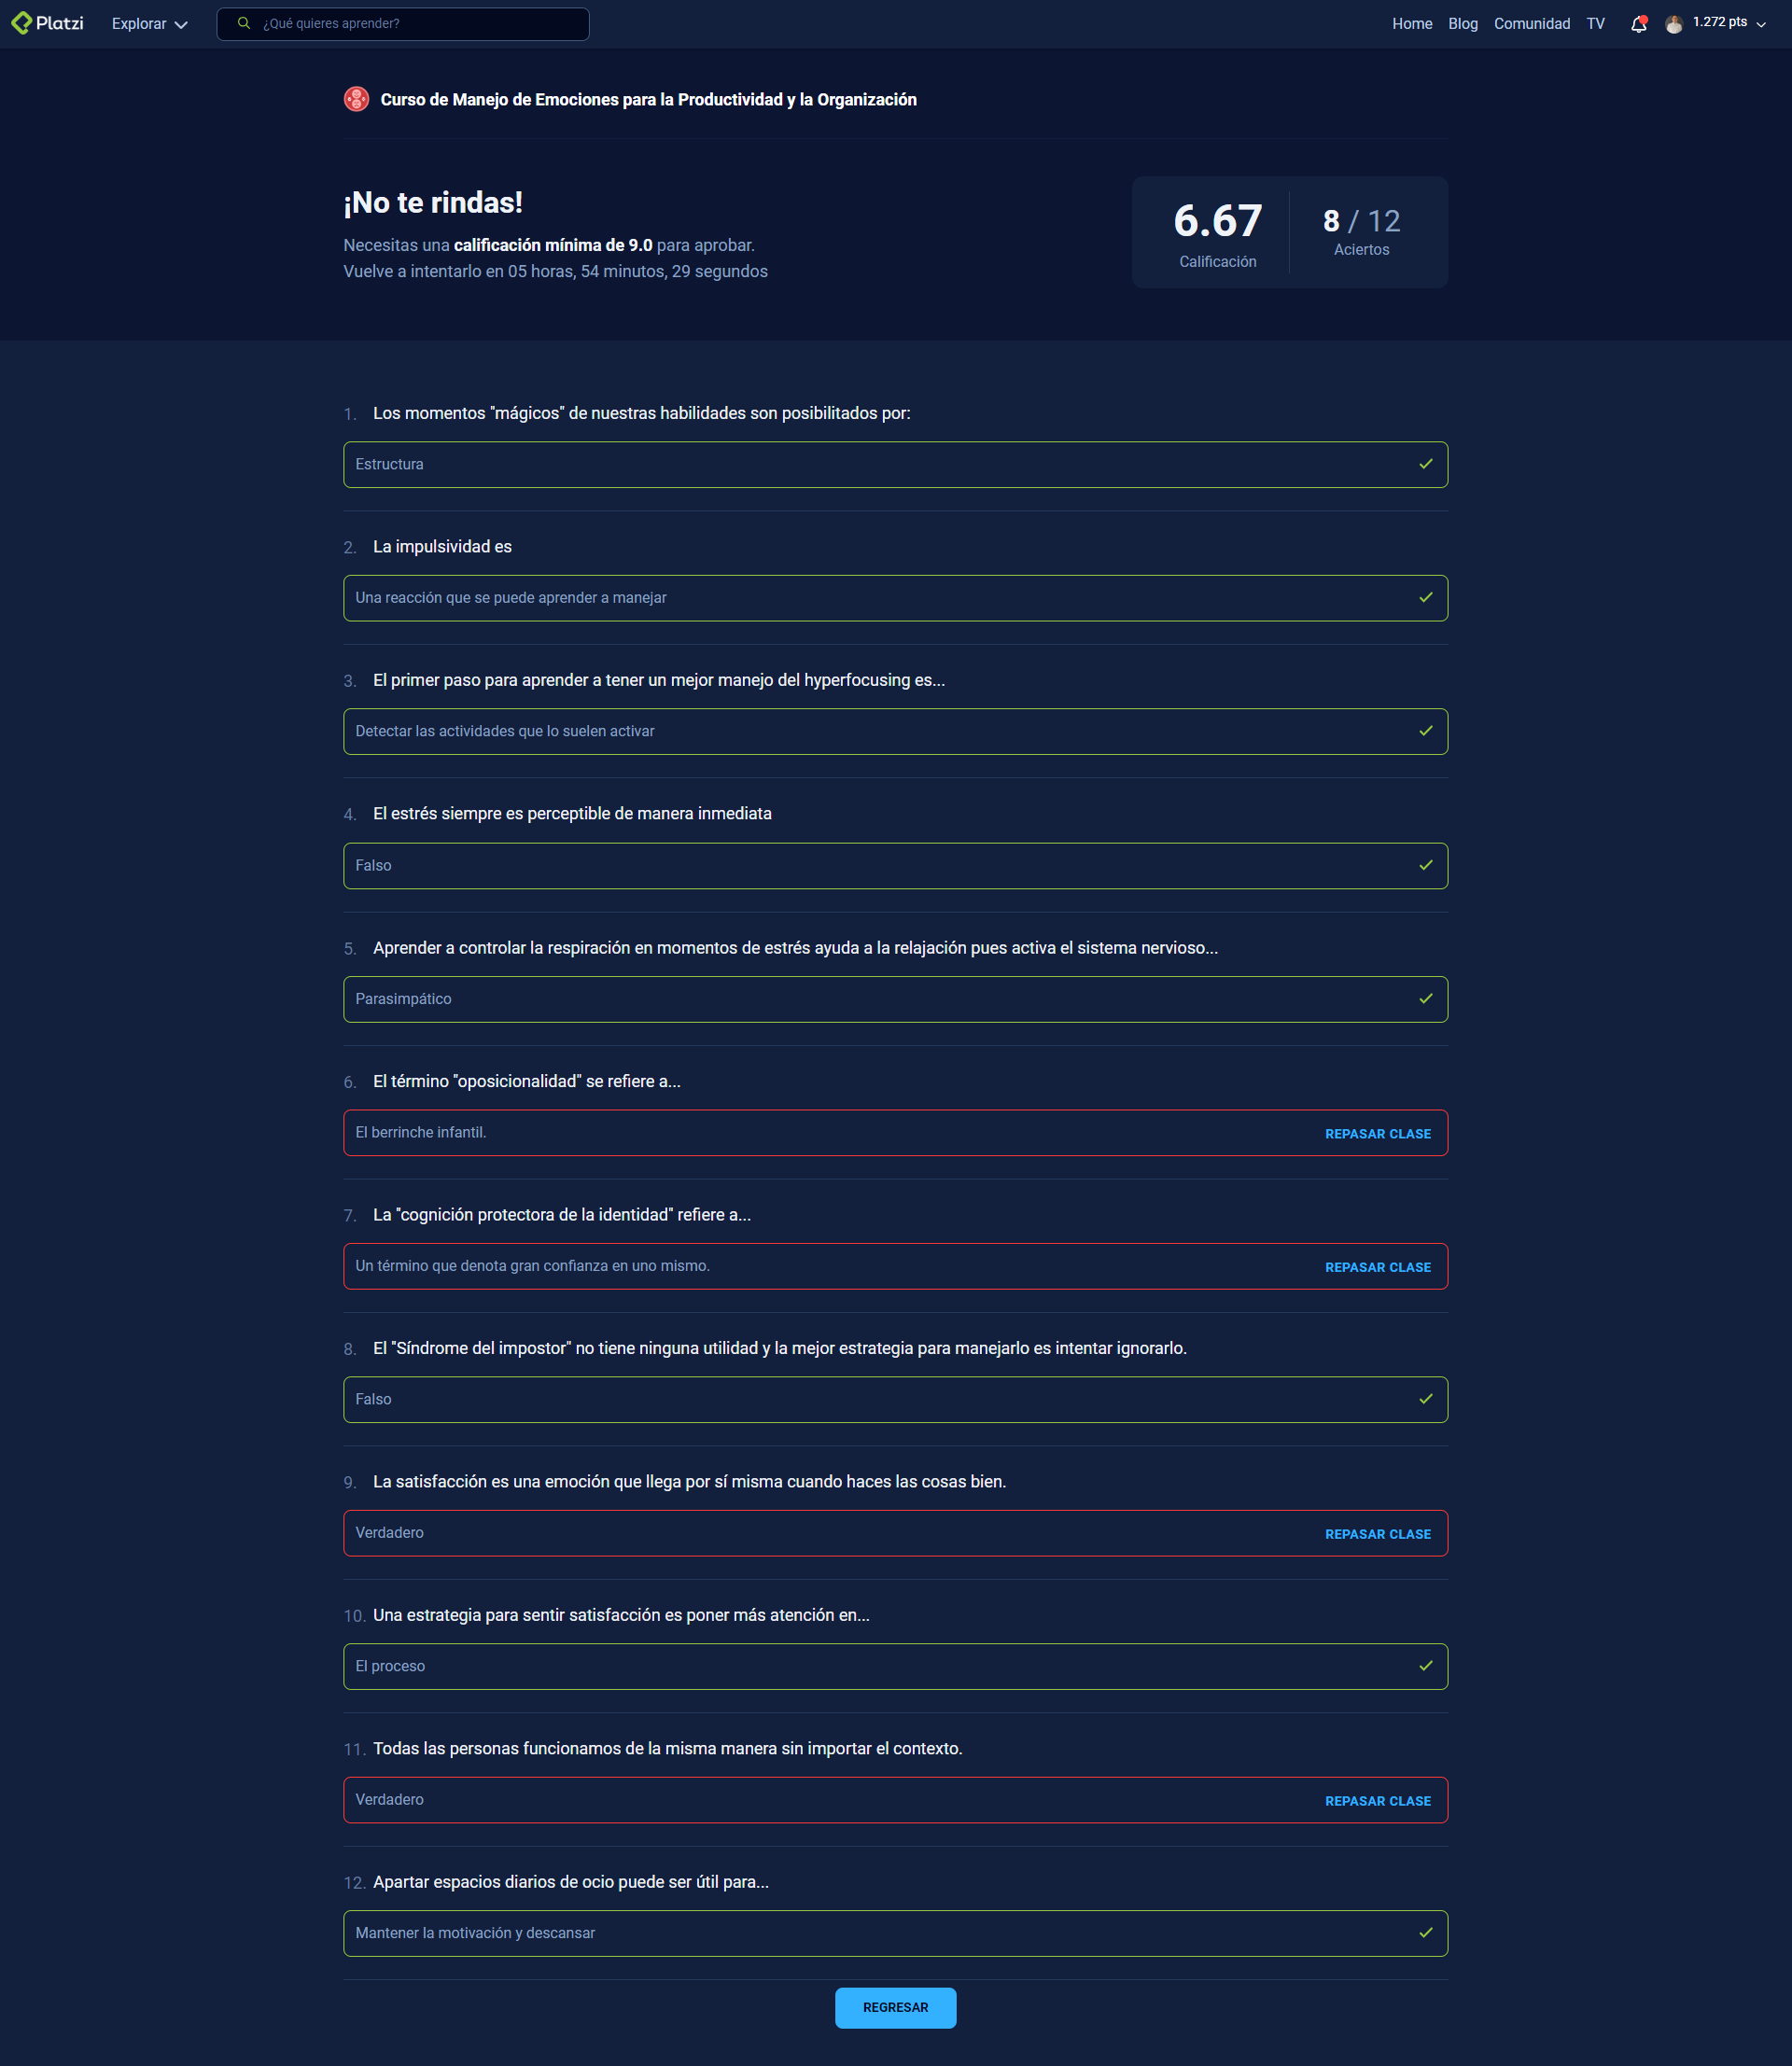 Platzi Explorar ¿Qué quieres aprender? Home Blog Comunidad TV 1.272 pts
Curso de Manejo de Emociones para la Productividad y la Organización
¡No te rindas!
Necesitas una calificación mínima de 9.0 para aprobar.
Vuelve a intentarlo en 05 horas, 54 minutos, 29 segundos
6.67
Calificación
8 / 12
Aciertos
1. Los momentos "mágicos" de nuestras habilidades son posibilitados por:
Estructura
2. La impulsividad es
Una reacción que se puede aprender a manejar
3. El primer paso para aprender a tener un mejor manejo del hyperfocusing es...
Detectar las actividades que lo suelen activar
4. El estrés siempre es perceptible de manera inmediata
Falso
5. Aprender a controlar la respiración en momentos de estrés ayuda a la relajación pues activa el sistema nervioso...
Parasimpático
6. El término "oposicionalidad" se refiere a...
El berrinche infantil. REPASAR CLASE
7. La "cognición protectora de la identidad" refiere a...
Un término que denota gran confianza en uno mismo. REPASAR CLASE
8. El "Síndrome del impostor" no tiene ninguna utilidad y la mejor estrategia para manejarlo es intentar ignorarlo.
Falso
9. La satisfacción es una emoción que llega por sí misma cuando haces las cosas bien.
Verdadero REPASAR CLASE
10. Una estrategia para sentir satisfacción es poner más atención en...
El proceso
11. Todas las personas funcionamos de la misma manera sin importar el contexto.
Verdadero REPASAR CLASE
12. Apartar espacios diarios de ocio puede ser útil para...
Mantener la motivación y descansar
REGRESAR